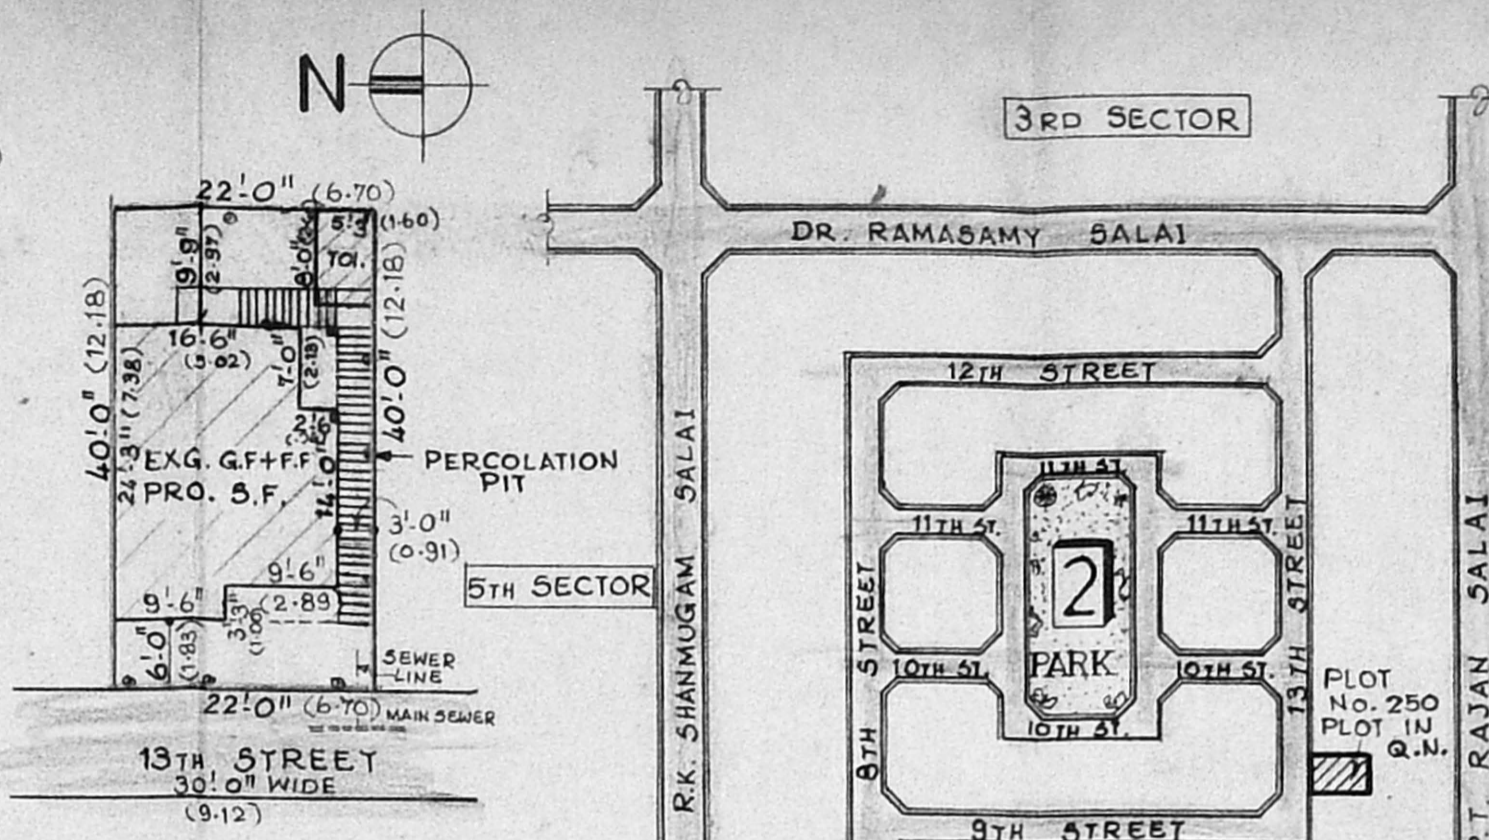 N
22'-0" (6.70)
5'-3" (1.60)
9'-9"
(2.97)
8'-0"
TOI.
40'-0" (12.18)
40'-0" (12.18)
16'-6"
(5.02)
7'-0"
(2.13)
24'-3" (7.38)
2'-6"
EXG. G.F+F.F
PRO. S.F.
14'-0"
PERCOLATION
PIT
3'-0"
(0.91)
9'-6"
(2.89
9'-6"
3'-3"
(1.00)
6'-0"
(1.83)
SEWER
LINE
22'-0" (6.70) MAIN SEWER
13TH STREET
30'-0" WIDE
(9.12)
3RD SECTOR
DR. RAMASAMY SALAI
5TH SECTOR
R.K. SHANMUGAM SALAI
12TH STREET
11TH ST.
11TH ST.
11TH ST.
2
PARK
10TH ST.
10TH ST.
10TH ST.
8TH STREET
13TH STREET
9TH STREET
PLOT
NO. 250
PLOT IN
Q.N.
RAJAN SALAI